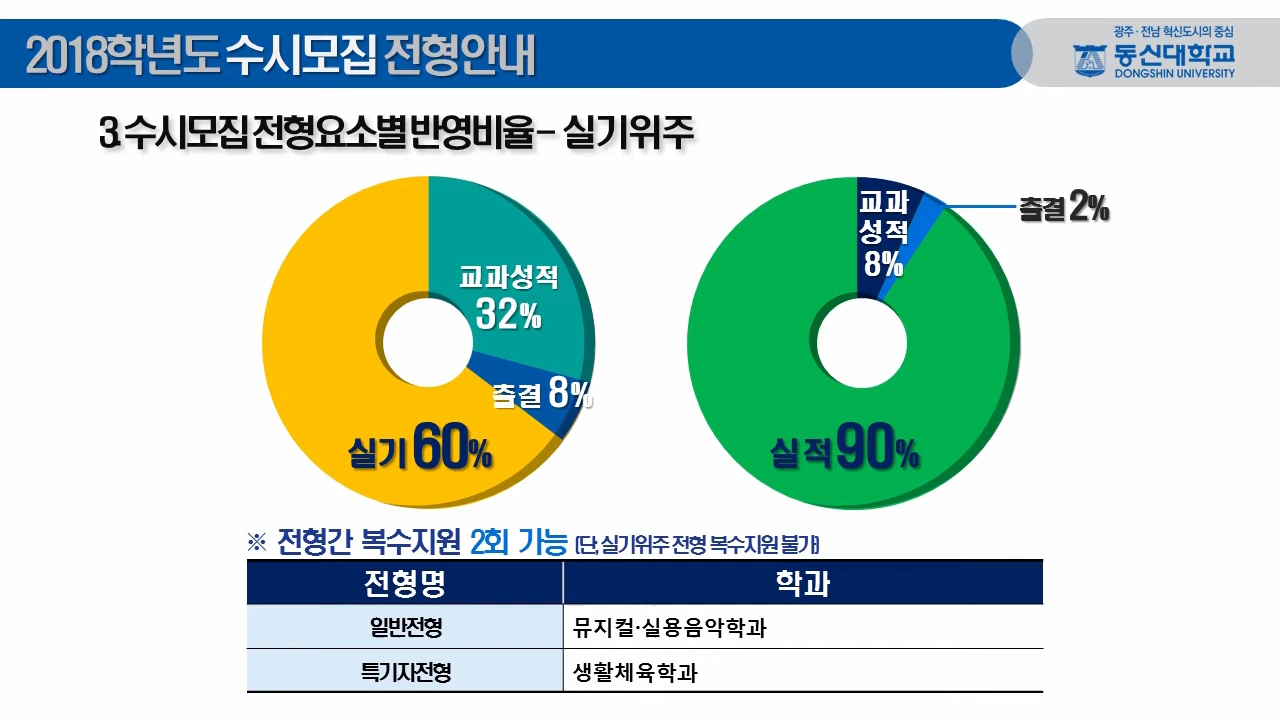 2018학년도 수시모집 전형안내
광주·전남 혁신도시의 중심
동신대학교
DONGSHIN UNIVERSITY
3. 수시모집 전형요소별 반영비율 - 실기위주
교과성적
32%
출결 8%
실기 60%
교과
성적
8%
출결 2%
실적 90%
※ 전형간 복수지원 2회 가능 (단, 실기위주 전형 복수지원 불가)
전형명 학과
일반전형 뮤지컬·실용음악학과
특기자전형 생활체육학과